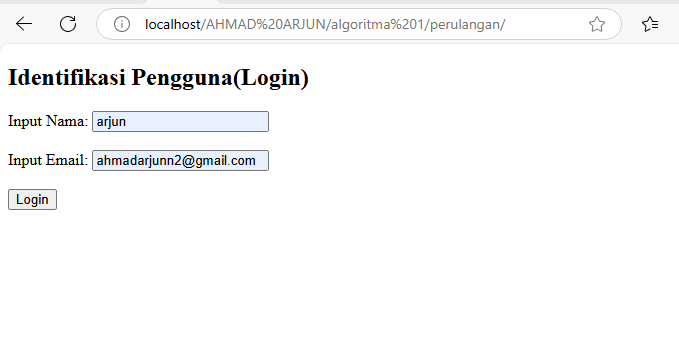 localhost/AHMAD%20ARJUN/algoritma%201/perulangan/
Identifikasi Pengguna(Login)
Input Nama: arjun
Input Email: ahmadarjunn2@gmail.com
Login